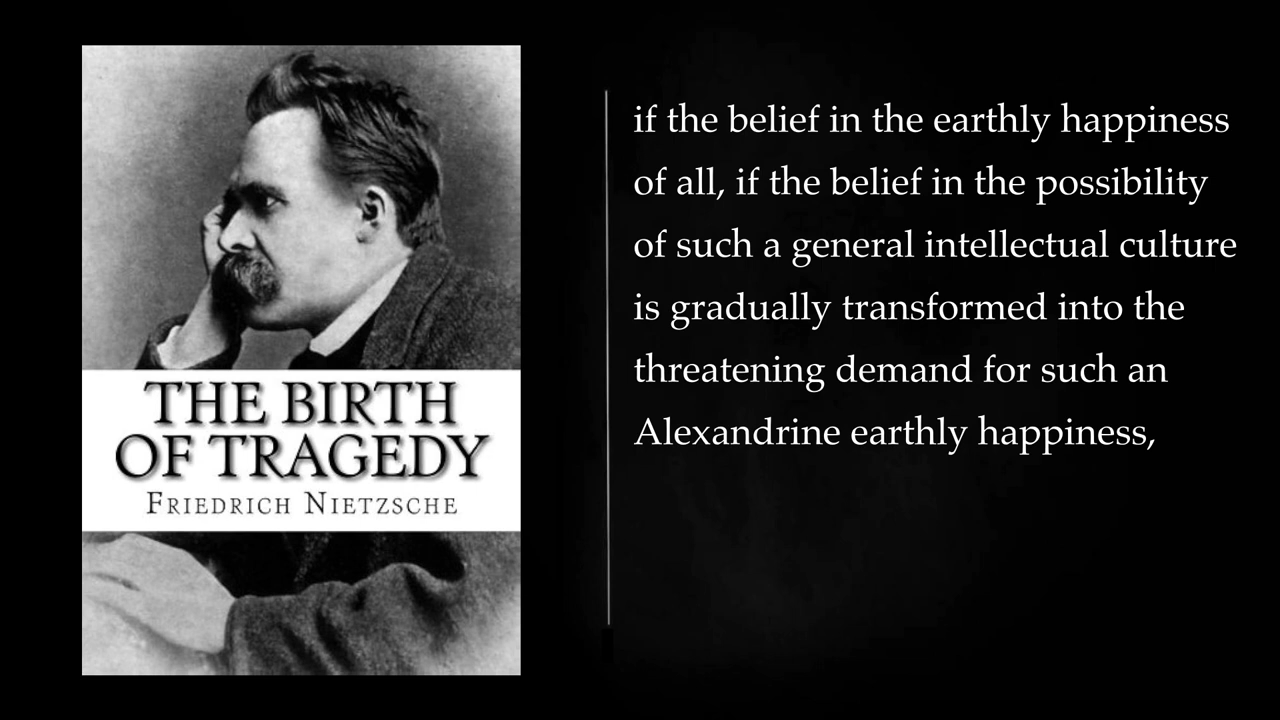 THE BIRTH
OF TRAGEDY
FRIEDRICH NIETZSCHE
if the belief in the earthly happiness
of all, if the belief in the possibility
of such a general intellectual culture
is gradually transformed into the
threatening demand for such an
Alexandrine earthly happiness,